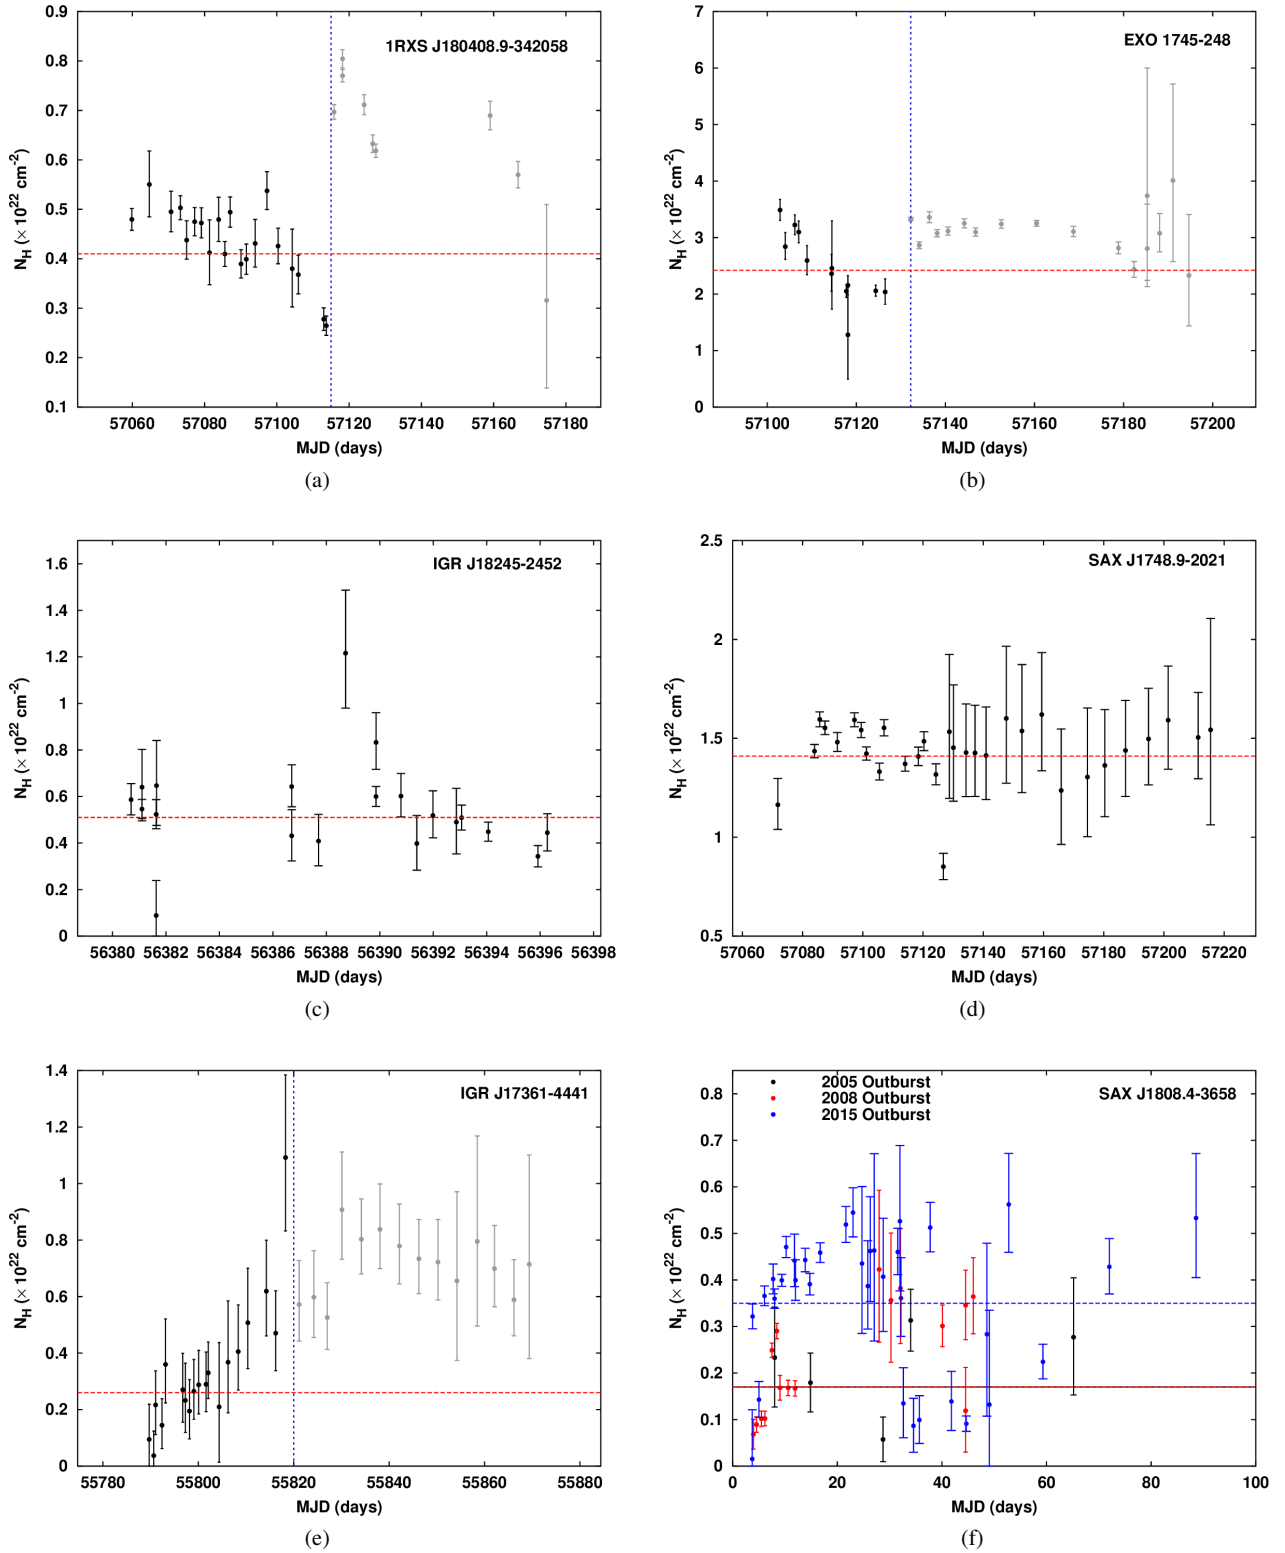 1RXS J180408.9-342058
N_H (× 10^22 cm^-2)
0.9
0.8
0.7
0.6
0.5
0.4
0.3
0.2
0.1
57060 57080 57100 57120 57140 57160 57180
MJD (days)
(a)
EXO 1745-248
N_H (× 10^22 cm^-2)
7
6
5
4
3
2
1
0
57100 57120 57140 57160 57180 57200
MJD (days)
(b)
IGR J18245-2452
N_H (× 10^22 cm^-2)
1.6
1.4
1.2
1
0.8
0.6
0.4
0.2
0
56380 56382 56384 56386 56388 56390 56392 56394 56396 56398
MJD (days)
(c)
SAX J1748.9-2021
N_H (× 10^22 cm^-2)
2.5
2
1.5
1
0.5
57060 57080 57100 57120 57140 57160 57180 57200 57220
MJD (days)
(d)
IGR J17361-4441
N_H (× 10^22 cm^-2)
1.4
1.2
1
0.8
0.6
0.4
0.2
0
55780 55800 55820 55840 55860 55880
MJD (days)
(e)
2005 Outburst
2008 Outburst
2015 Outburst
SAX J1808.4-3658
N_H (× 10^22 cm^-2)
0.8
0.7
0.6
0.5
0.4
0.3
0.2
0.1
0
0 20 40 60 80 100
MJD (days)
(f)